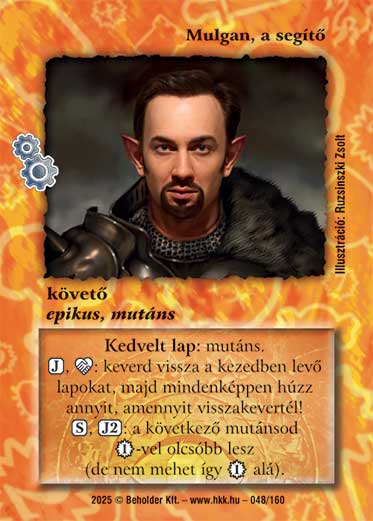 Mulgan, a segítő
Illusztráció: Ruzsinszki Zsolt
követő
epikus, mutáns
Kedvelt lap: mutáns.
J, : keverd vissza a kezedben levő
lapokat, majd mindenképpen húzz
annyit, amennyit visszakevertél!
S, J2: a következő mutánsod
1-vel olcsóbb lesz
(de nem mehet így 1 alá).
2025 © Beholder Kft. – www.hkk.hu – 048/160